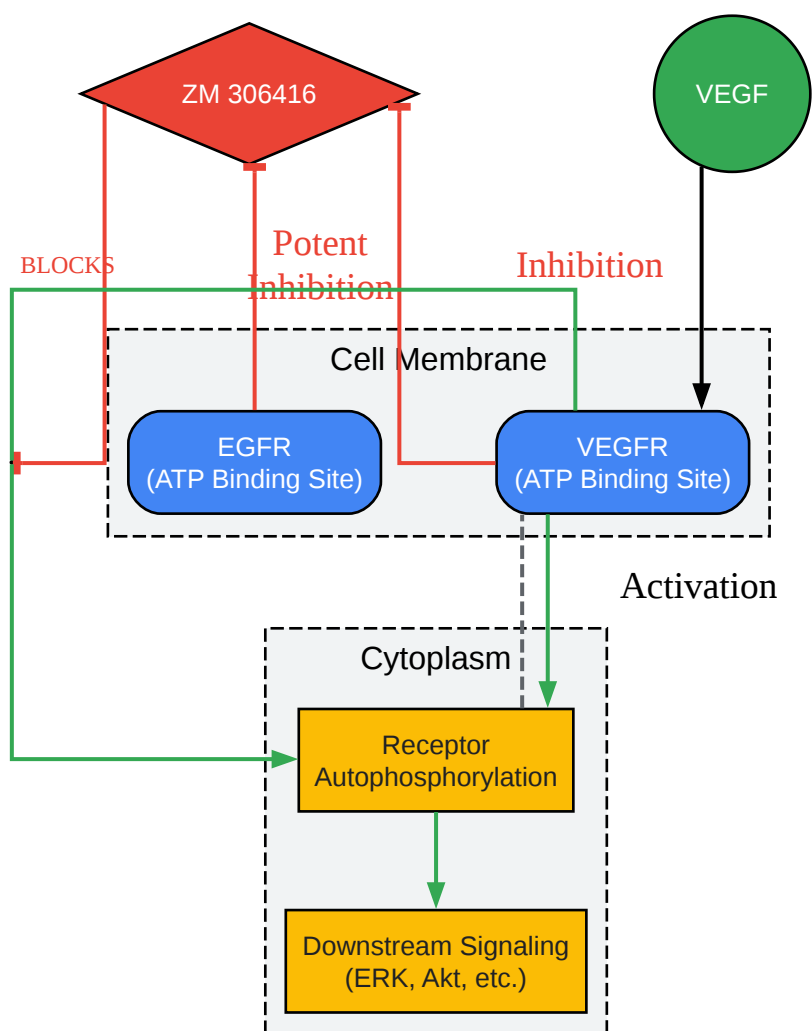 ZM 306416
VEGF
Potent
Inhibition
Inhibition
BLOCKS
Cell Membrane
EGFR
(ATP Binding Site)
VEGFR
(ATP Binding Site)
Activation
Cytoplasm
Receptor
Autophosphorylation
Downstream Signaling
(ERK, Akt, etc.)